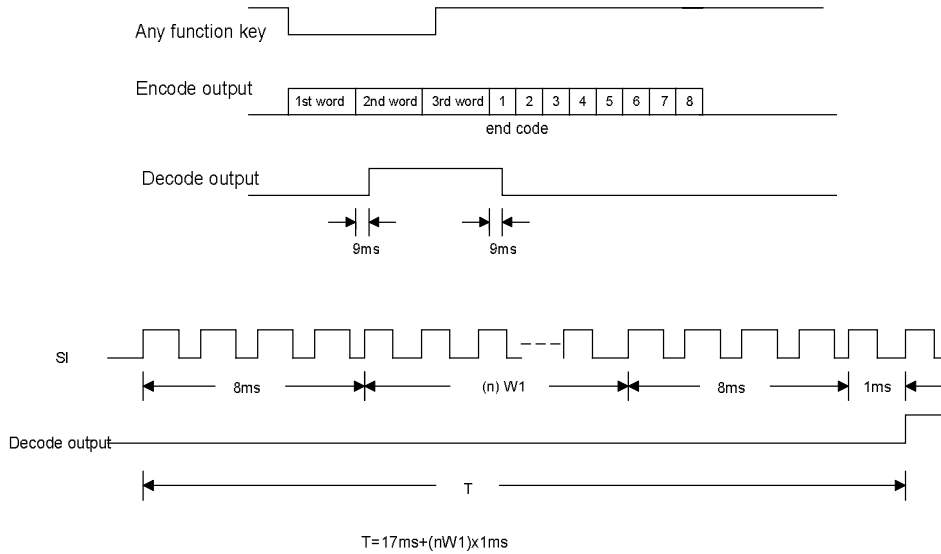 Any function key
Encode output
1st word 2nd word 3rd word 1 2 3 4 5 6 7 8
end code
Decode output
9ms 9ms
SI
8ms (n) W1 8ms 1ms
Decode output
T
T=17ms+(nW1)x1ms